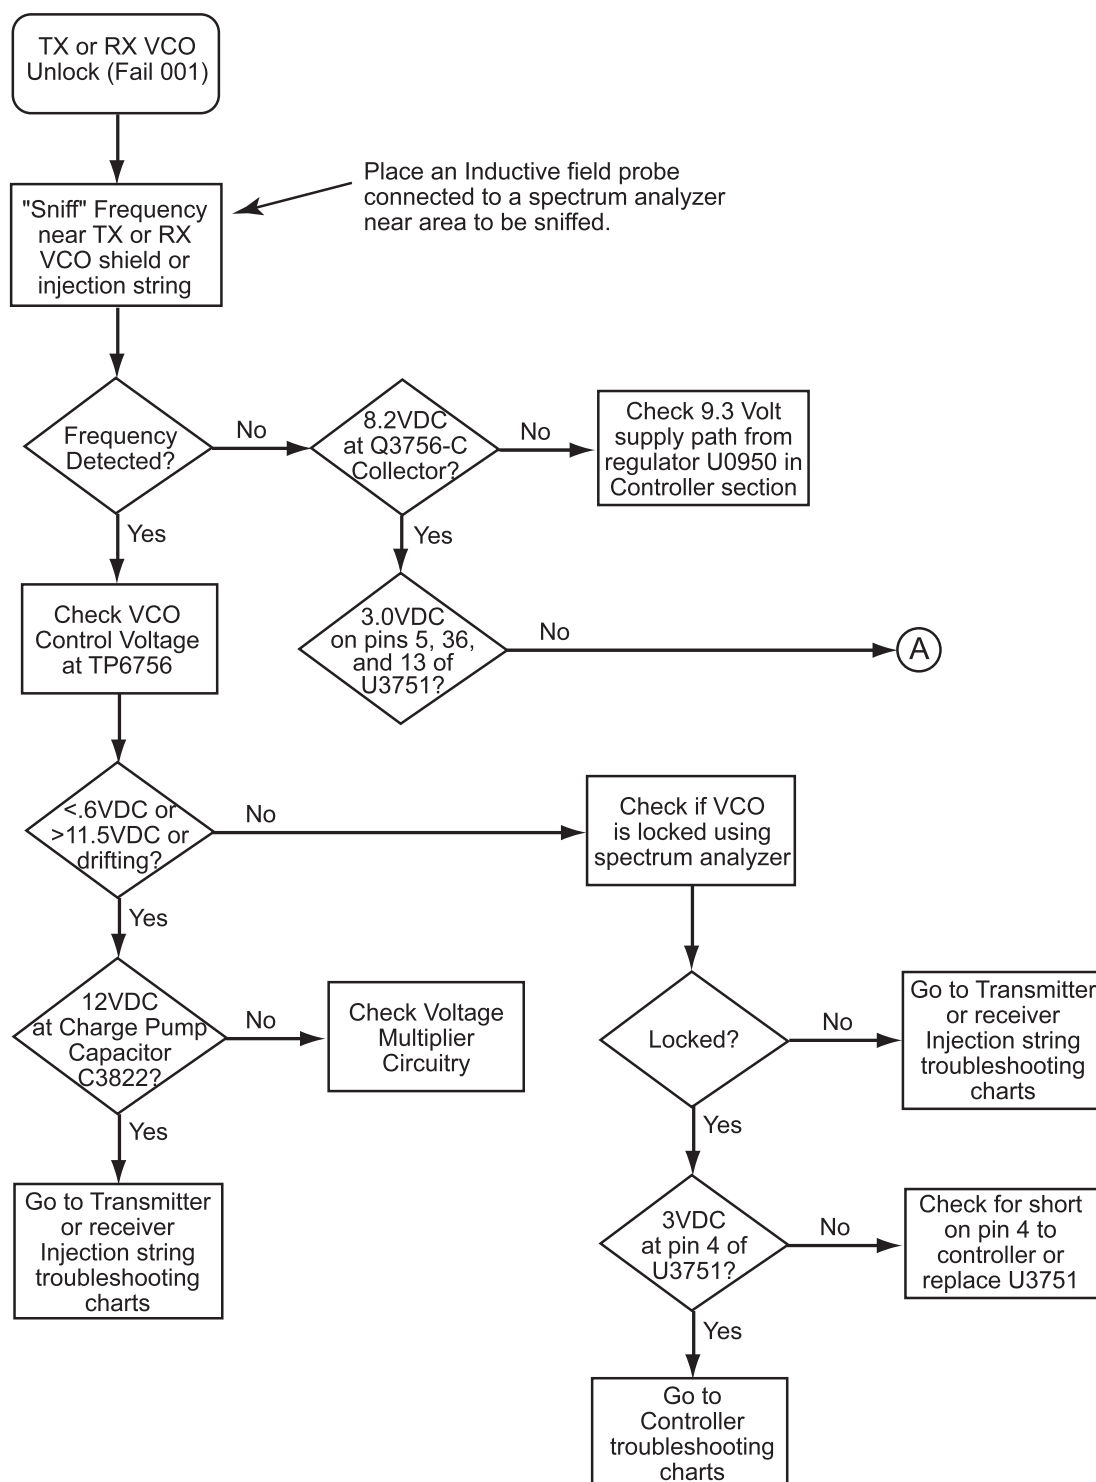 TX or RX VCO
Unlock (Fail 001)
Place an Inductive field probe
connected to a spectrum analyzer
near area to be sniffed.
"Sniff" Frequency
near TX or RX
VCO shield or
injection string
Frequency
Detected?
No
8.2VDC
at Q3756-C
Collector?
No
Check 9.3 Volt
supply path from
regulator U0950 in
Controller section
Yes
Yes
Check VCO
Control Voltage
at TP6756
3.0VDC
on pins 5, 36,
and 13 of
U3751?
No
A
<.6VDC or
>11.5VDC or
drifting?
No
Check if VCO
is locked using
spectrum analyzer
Yes
12VDC
at Charge Pump
Capacitor
C3822?
No
Check Voltage
Multiplier
Circuitry
Locked?
No
Go to Transmitter
or receiver
Injection string
troubleshooting
charts
Yes
Yes
Go to Transmitter
or receiver
Injection string
troubleshooting
charts
3VDC
at pin 4 of
U3751?
No
Check for short
on pin 4 to
controller or
replace U3751
Yes
Go to
Controller
troubleshooting
charts